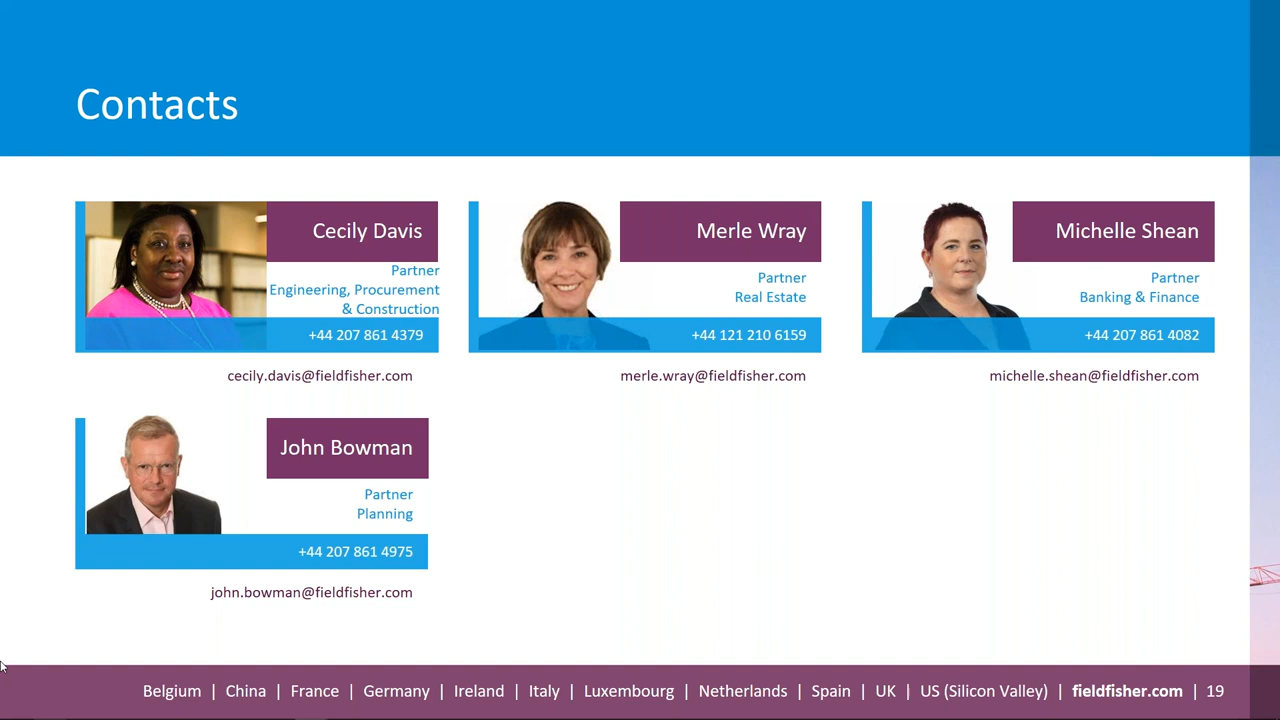 Contacts
Cecily Davis
Partner
Engineering, Procurement
& Construction
+44 207 861 4379
cecily.davis@fieldfisher.com
Merle Wray
Partner
Real Estate
+44 121 210 6159
merle.wray@fieldfisher.com
Michelle Shean
Partner
Banking & Finance
+44 207 861 4082
michelle.shean@fieldfisher.com
John Bowman
Partner
Planning
+44 207 861 4975
john.bowman@fieldfisher.com
Belgium | China | France | Germany | Ireland | Italy | Luxembourg | Netherlands | Spain | UK | US (Silicon Valley) | fieldfisher.com | 19